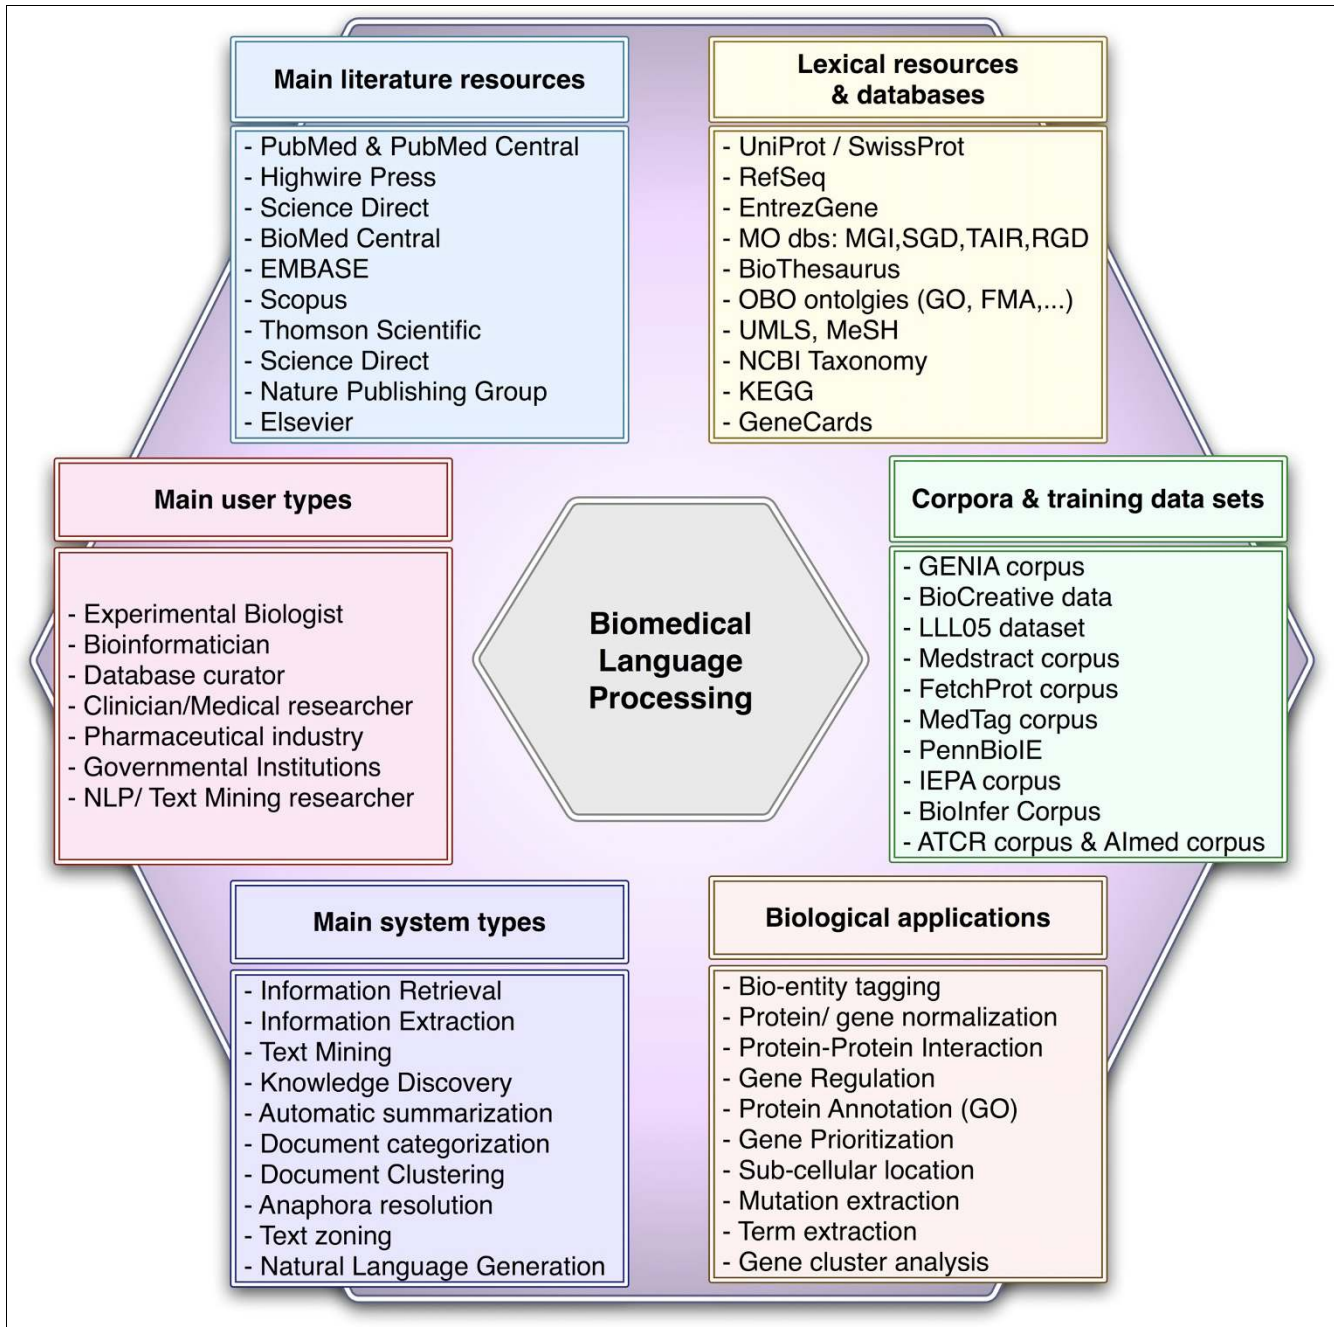 Main literature resources
- PubMed & PubMed Central
- Highwire Press
- Science Direct
- BioMed Central
- EMBASE
- Scopus
- Thomson Scientific
- Science Direct
- Nature Publishing Group
- Elsevier
Lexical resources
& databases
- UniProt / SwissProt
- RefSeq
- EntrezGene
- MO dbs: MGI,SGD,TAIR,RGD
- BioThesaurus
- OBO ontolgies (GO, FMA,...)
- UMLS, MeSH
- NCBI Taxonomy
- KEGG
- GeneCards
Main user types
- Experimental Biologist
- Bioinformatician
- Database curator
- Clinician/Medical researcher
- Pharmaceutical industry
- Governmental Institutions
- NLP/ Text Mining researcher
Biomedical
Language
Processing
Corpora & training data sets
- GENIA corpus
- BioCreative data
- LLL05 dataset
- Medstract corpus
- FetchProt corpus
- MedTag corpus
- PennBioIE
- IEPA corpus
- BioInfer Corpus
- ATCR corpus & AImed corpus
Main system types
- Information Retrieval
- Information Extraction
- Text Mining
- Knowledge Discovery
- Automatic summarization
- Document categorization
- Document Clustering
- Anaphora resolution
- Text zoning
- Natural Language Generation
Biological applications
- Bio-entity tagging
- Protein/ gene normalization
- Protein-Protein Interaction
- Gene Regulation
- Protein Annotation (GO)
- Gene Prioritization
- Sub-cellular location
- Mutation extraction
- Term extraction
- Gene cluster analysis